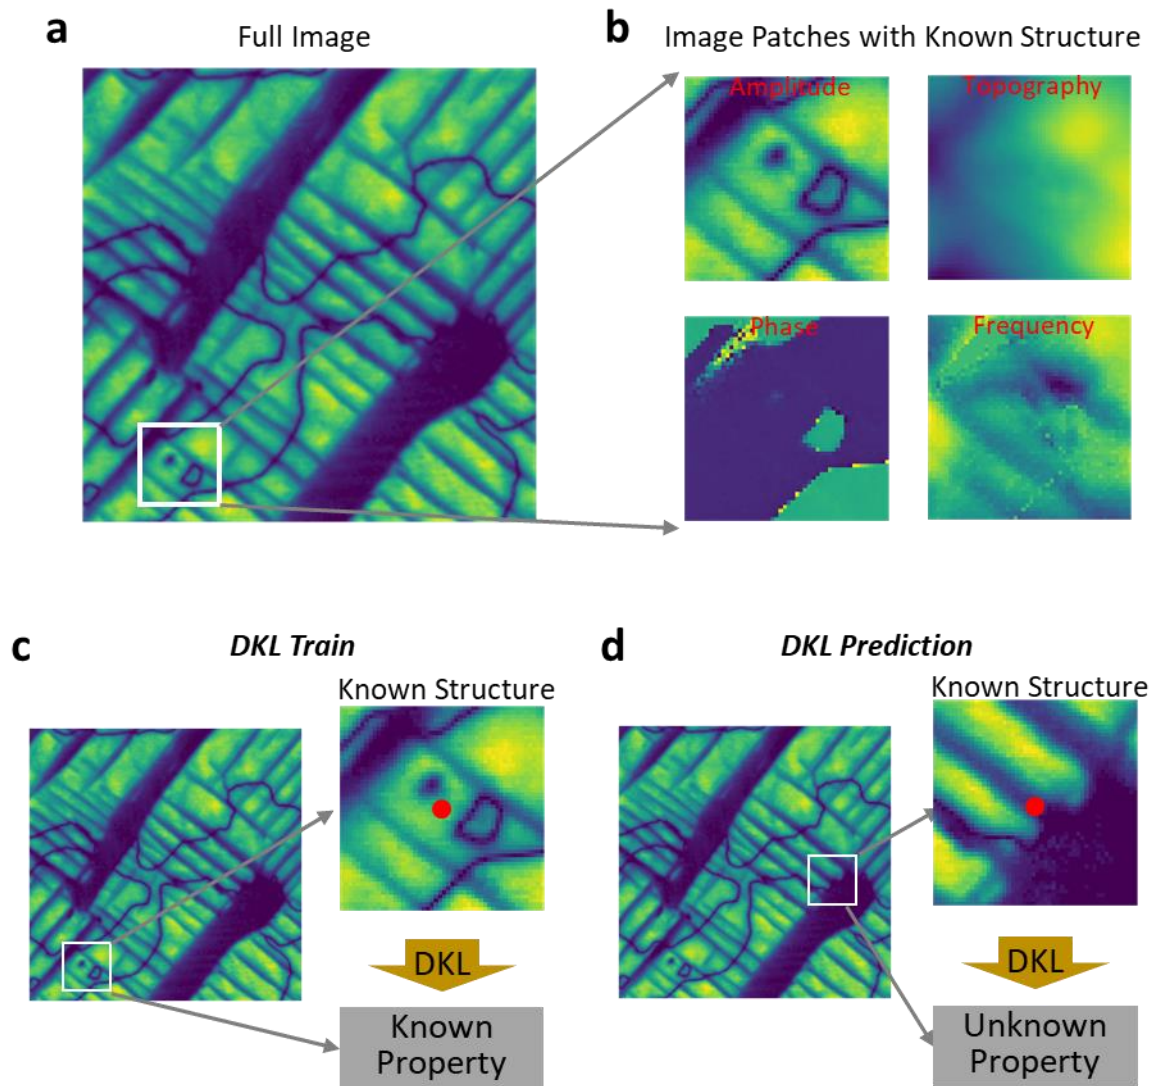 a
Full Image
b
Image Patches with Known Structure
Amplitude
Topography
Phase
Frequency
c
DKL Train
Known Structure
DKL
Known
Property
d
DKL Prediction
Known Structure
DKL
Unknown
Property